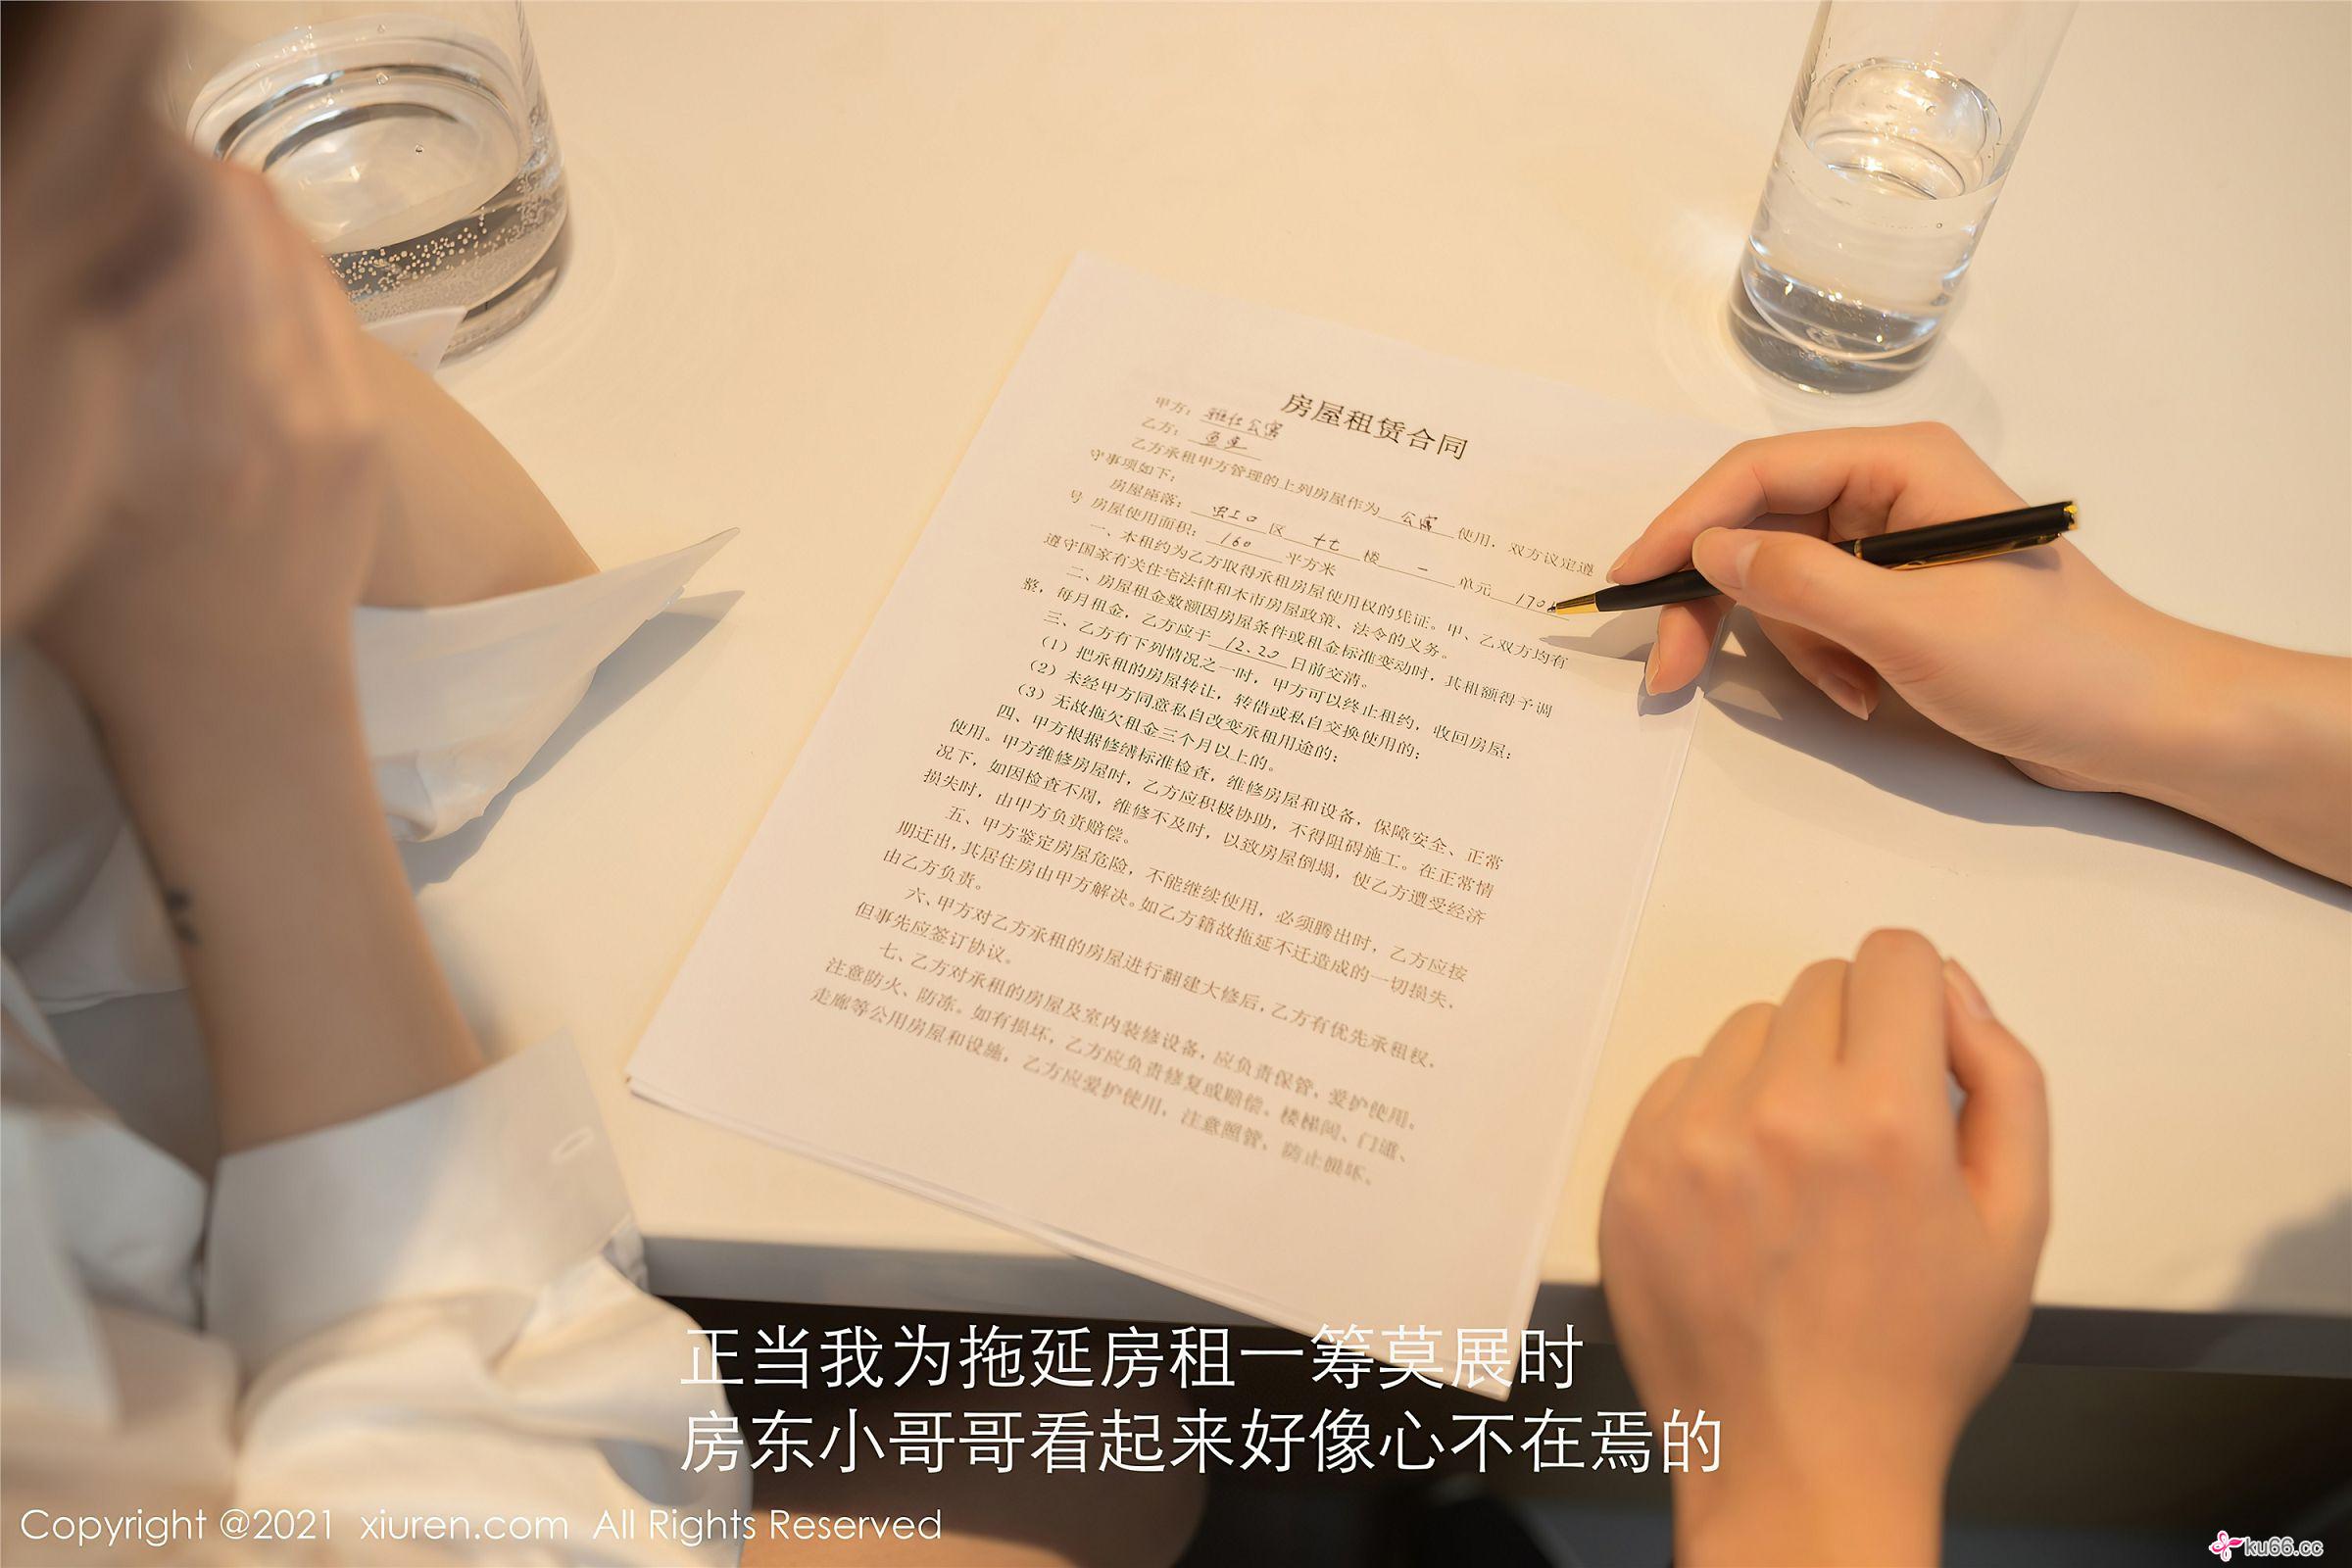 房屋租赁合同
甲方：雅仕公寓
乙方：
乙方承租甲方管理的上列房屋作为 公寓 使用，双方议定遵
守事项如下：
房屋座落： 区 十七 楼 一 单元 170
号 房屋使用面积： 160 平方米
一、本租约为乙方取得承租房屋使用权的凭证。甲、乙双方均有
遵守国家有关住宅法律和本市房屋政策、法令的义务。
二、房屋租金数额因房屋条件或租金标准变动时，其租额得予调
整，每月租金，乙方应于 12.20 日前交清。
三、乙方有下列情况之一时，甲方可以终止租约，收回房屋：
（1）把承租的房屋转让，转借或私自交换使用的；
（2）未经甲方同意私自改变承租用途的；
（3）无故拖欠租金三个月以上的。
四、甲方根据修缮标准检查，维修房屋和设备，保障安全、正常
使用。甲方维修房屋时，乙方应积极协助，不得阻碍施工。在正常情
况下，如因检查不周，维修不及时，以致房屋倒塌，使乙方遭受经济
损失时，由甲方负责赔偿。
五、甲方鉴定房屋危险，不能继续使用，必须腾出时，乙方应按
期迁出，其居住房由甲方解决。如乙方籍故拖延不迁造成的一切损失，
由乙方负责。
六、甲方对乙方承租的房屋进行翻建大修后，乙方有优先承租权，
但事先应签订协议。
七、乙方对承租的房屋及室内装修设备，应负责保管，爱护使用，
注意防火、防冻。如有损坏，乙方应负责修复或赔偿。楼梯间、门道、
走廊等公用房屋和设施，乙方应爱护使用，注意照管，防止损坏，
正当我为拖延房租一筹莫展时
房东小哥哥看起来好像心不在焉的
Copyright @2021 xiuren.com All Rights Reserved
ku66.cc